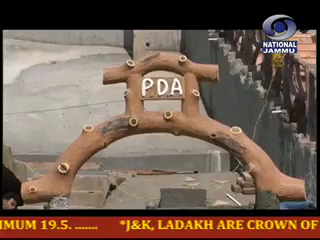 NATIONAL
JAMMU
PDA
IMUM 19.5. ....... *J&K, LADAKH ARE CROWN OF